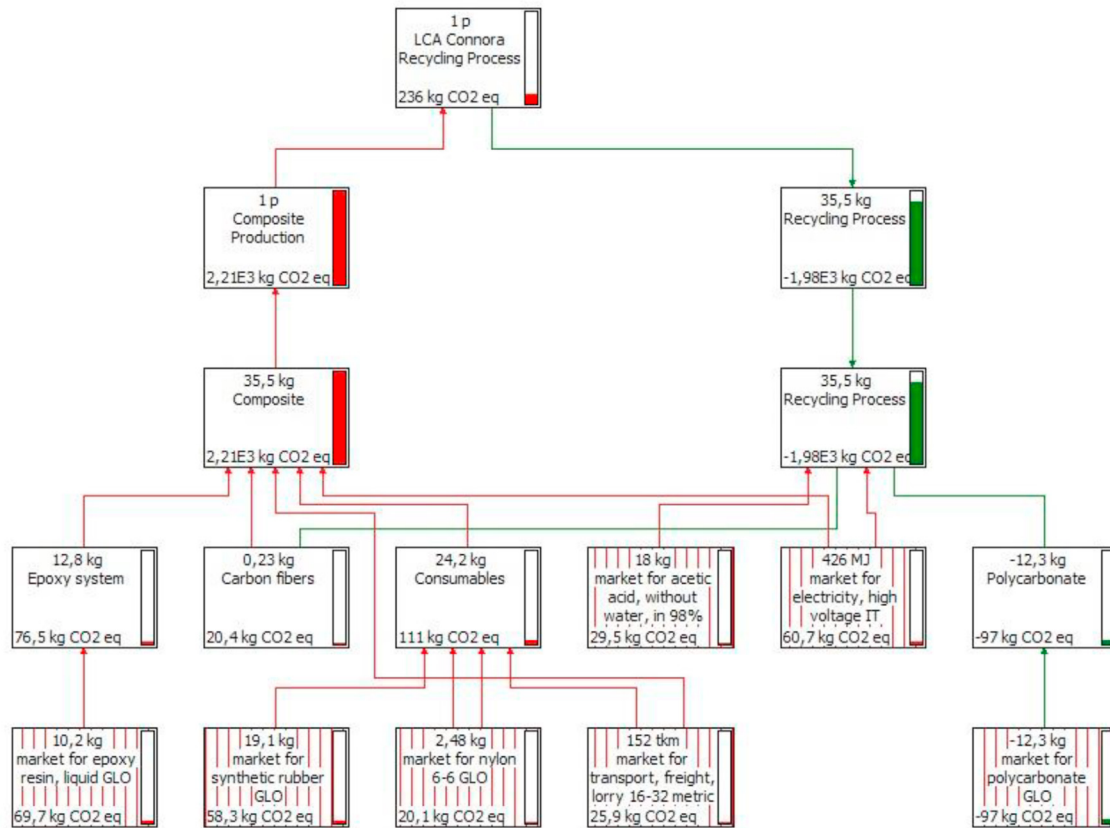 1 p
LCA Connora
Recycling Process
236 kg CO2 eq
1 p
Composite
Production
2,21E3 kg CO2 eq
35,5 kg
Recycling Process
-1,98E3 kg CO2 eq
35,5 kg
Composite
2,21E3 kg CO2 eq
35,5 kg
Recycling Process
-1,98E3 kg CO2 eq
12,8 kg
Epoxy system
76,5 kg CO2 eq
0,23 kg
Carbon fibers
20,4 kg CO2 eq
24,2 kg
Consumables
111 kg CO2 eq
18 kg
market for acetic
acid, without
water, in 98%
29,5 kg CO2 eq
426 MJ
market for
electricity, high
voltage IT
60,7 kg CO2 eq
-12,3 kg
Polycarbonate
-97 kg CO2 eq
10,2 kg
market for epoxy
resin, liquid GLO
69,7 kg CO2 eq
19,1 kg
market for
synthetic rubber
GLO
58,3 kg CO2 eq
2,48 kg
market for nylon
6-6 GLO
20,1 kg CO2 eq
152 tkm
market for
transport, freight,
lorry 16-32 metric
25,9 kg CO2 eq
-12,3 kg
market for
polycarbonate
GLO
-97 kg CO2 eq